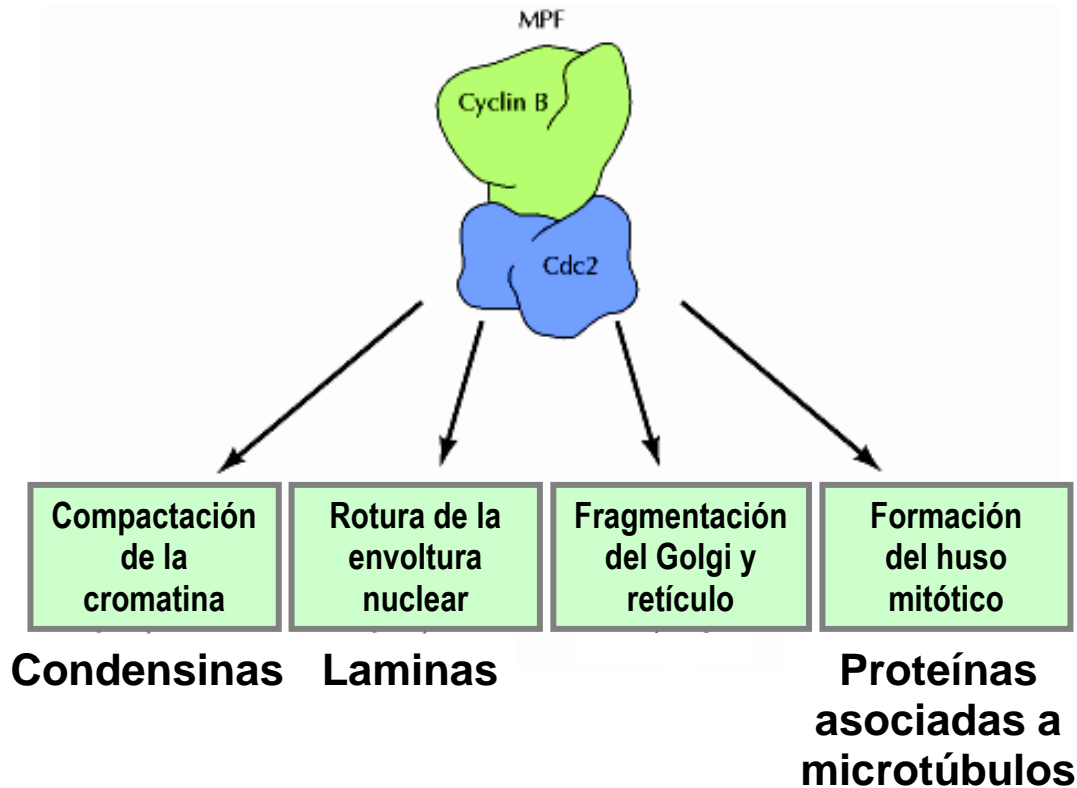 MPF
Cyclin B
Cdc2
Compactación
de la
cromatina
Rotura de la
envoltura
nuclear
Fragmentación
del Golgi y
retículo
Formación
del huso
mitótico
Condensinas
Laminas
Proteínas
asociadas a
microtúbulos